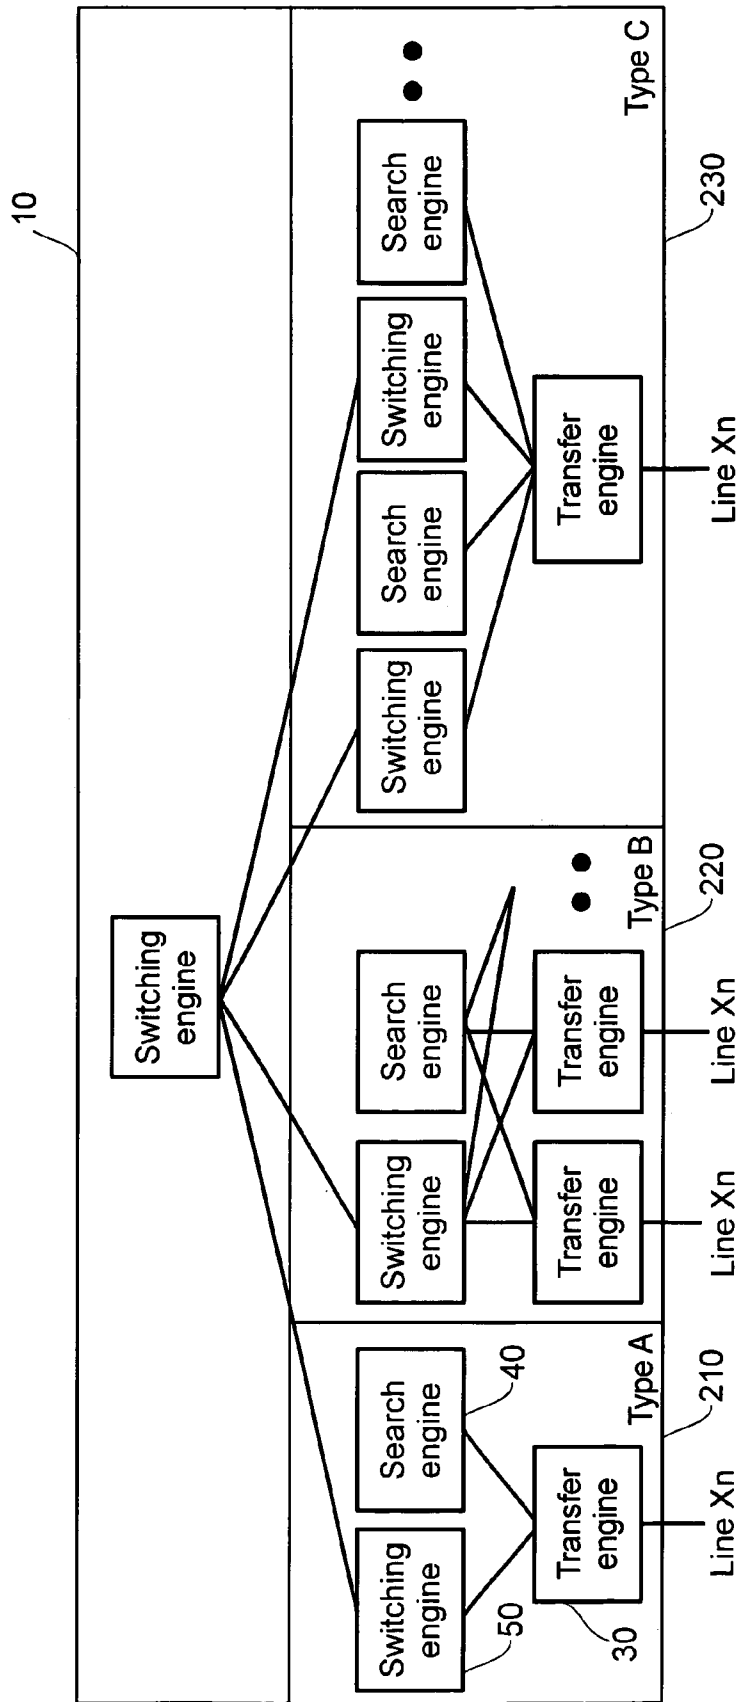 10
Switching
engine
Switching
engine
Search
engine
Switching
engine
Search
engine
Switching
engine
Search
engine
Switching
engine
Search
engine
50
40
Transfer
engine
Transfer
engine
Transfer
engine
Transfer
engine
30
Type A
Type B
Type C
210
220
230
Line Xn
Line Xn
Line Xn
Line Xn